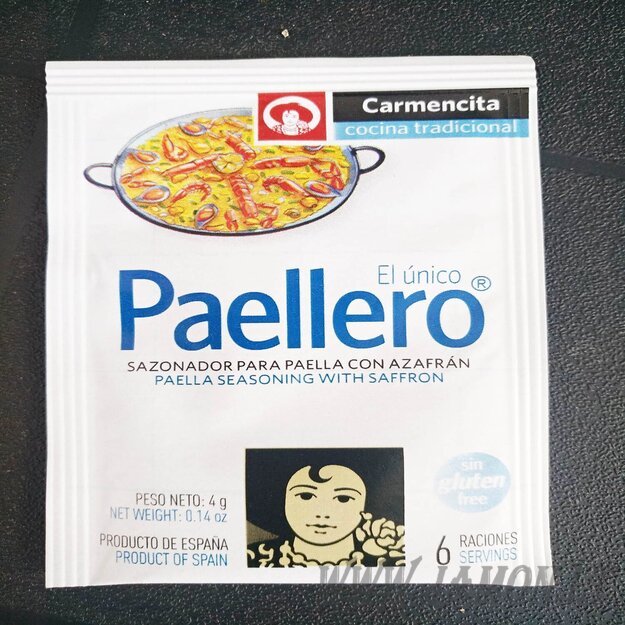 Carmencita
cocina tradicional
El único
Paellero®
SAZONADOR PARA PAELLA CON AZAFRÁN
PAELLA SEASONING WITH SAFFRON
sin
gluten
free
PESO NETO: 4 g
NET WEIGHT: 0.14 oz
PRODUCTO DE ESPAÑA
PRODUCT OF SPAIN
6 RACIONES
SERVINGS